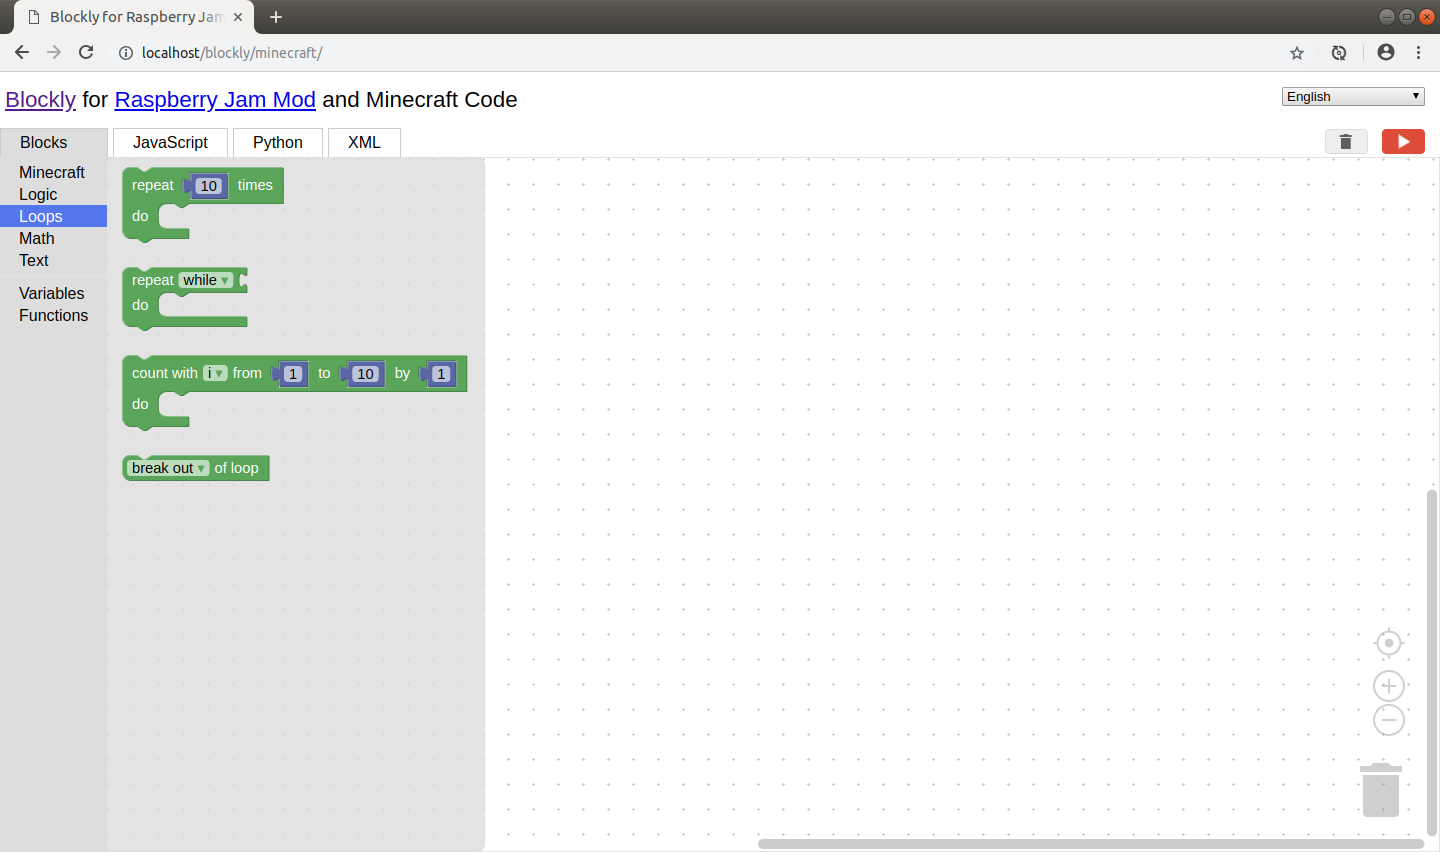 Blockly for Raspberry Jam
localhost/blockly/minecraft/
Blockly for Raspberry Jam Mod and Minecraft Code
English
Blocks
JavaScript
Python
XML
Minecraft
Logic
Loops
Math
Text
Variables
Functions
repeat 10 times
do
repeat while
do
count with i from 1 to 10 by 1
do
break out of loop